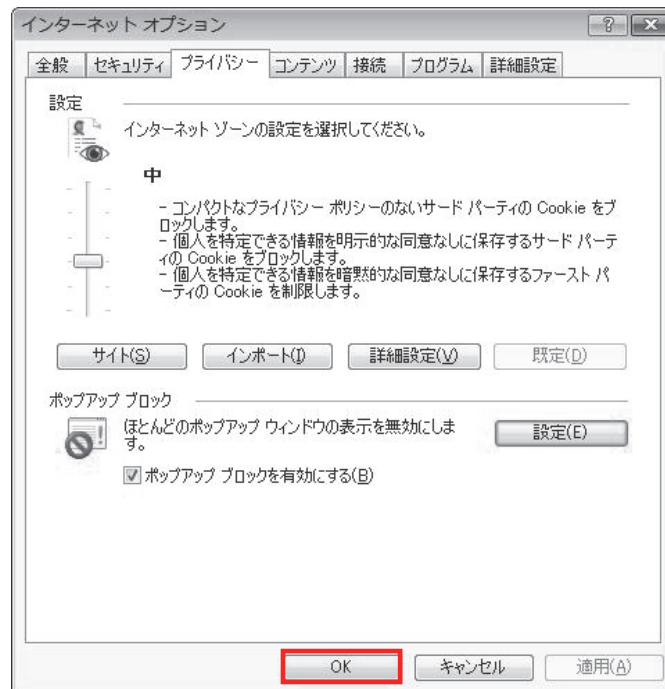 インターネット オプション
全般 セキュリティ プライバシー コンテンツ 接続 プログラム 詳細設定
設定
インターネット ゾーンの設定を選択してください。
中
- コンパクトなプライバシー ポリシーのないサード パーティの Cookie をブ
ロックします。
- 個人を特定できる情報を明示的な同意なしに保存するサード パーテ
ィの Cookie をブロックします。
- 個人を特定できる情報を暗黙的な同意なしに保存するファースト パ
ーティの Cookie を制限します。
サイト(S) インポート(I) 詳細設定(V) 既定(D)
ポップアップ ブロック
ほとんどのポップアップ ウィンドウの表示を無効にしま
す。
設定(E)
ポップアップ ブロックを有効にする(B)
OK キャンセル 適用(A)